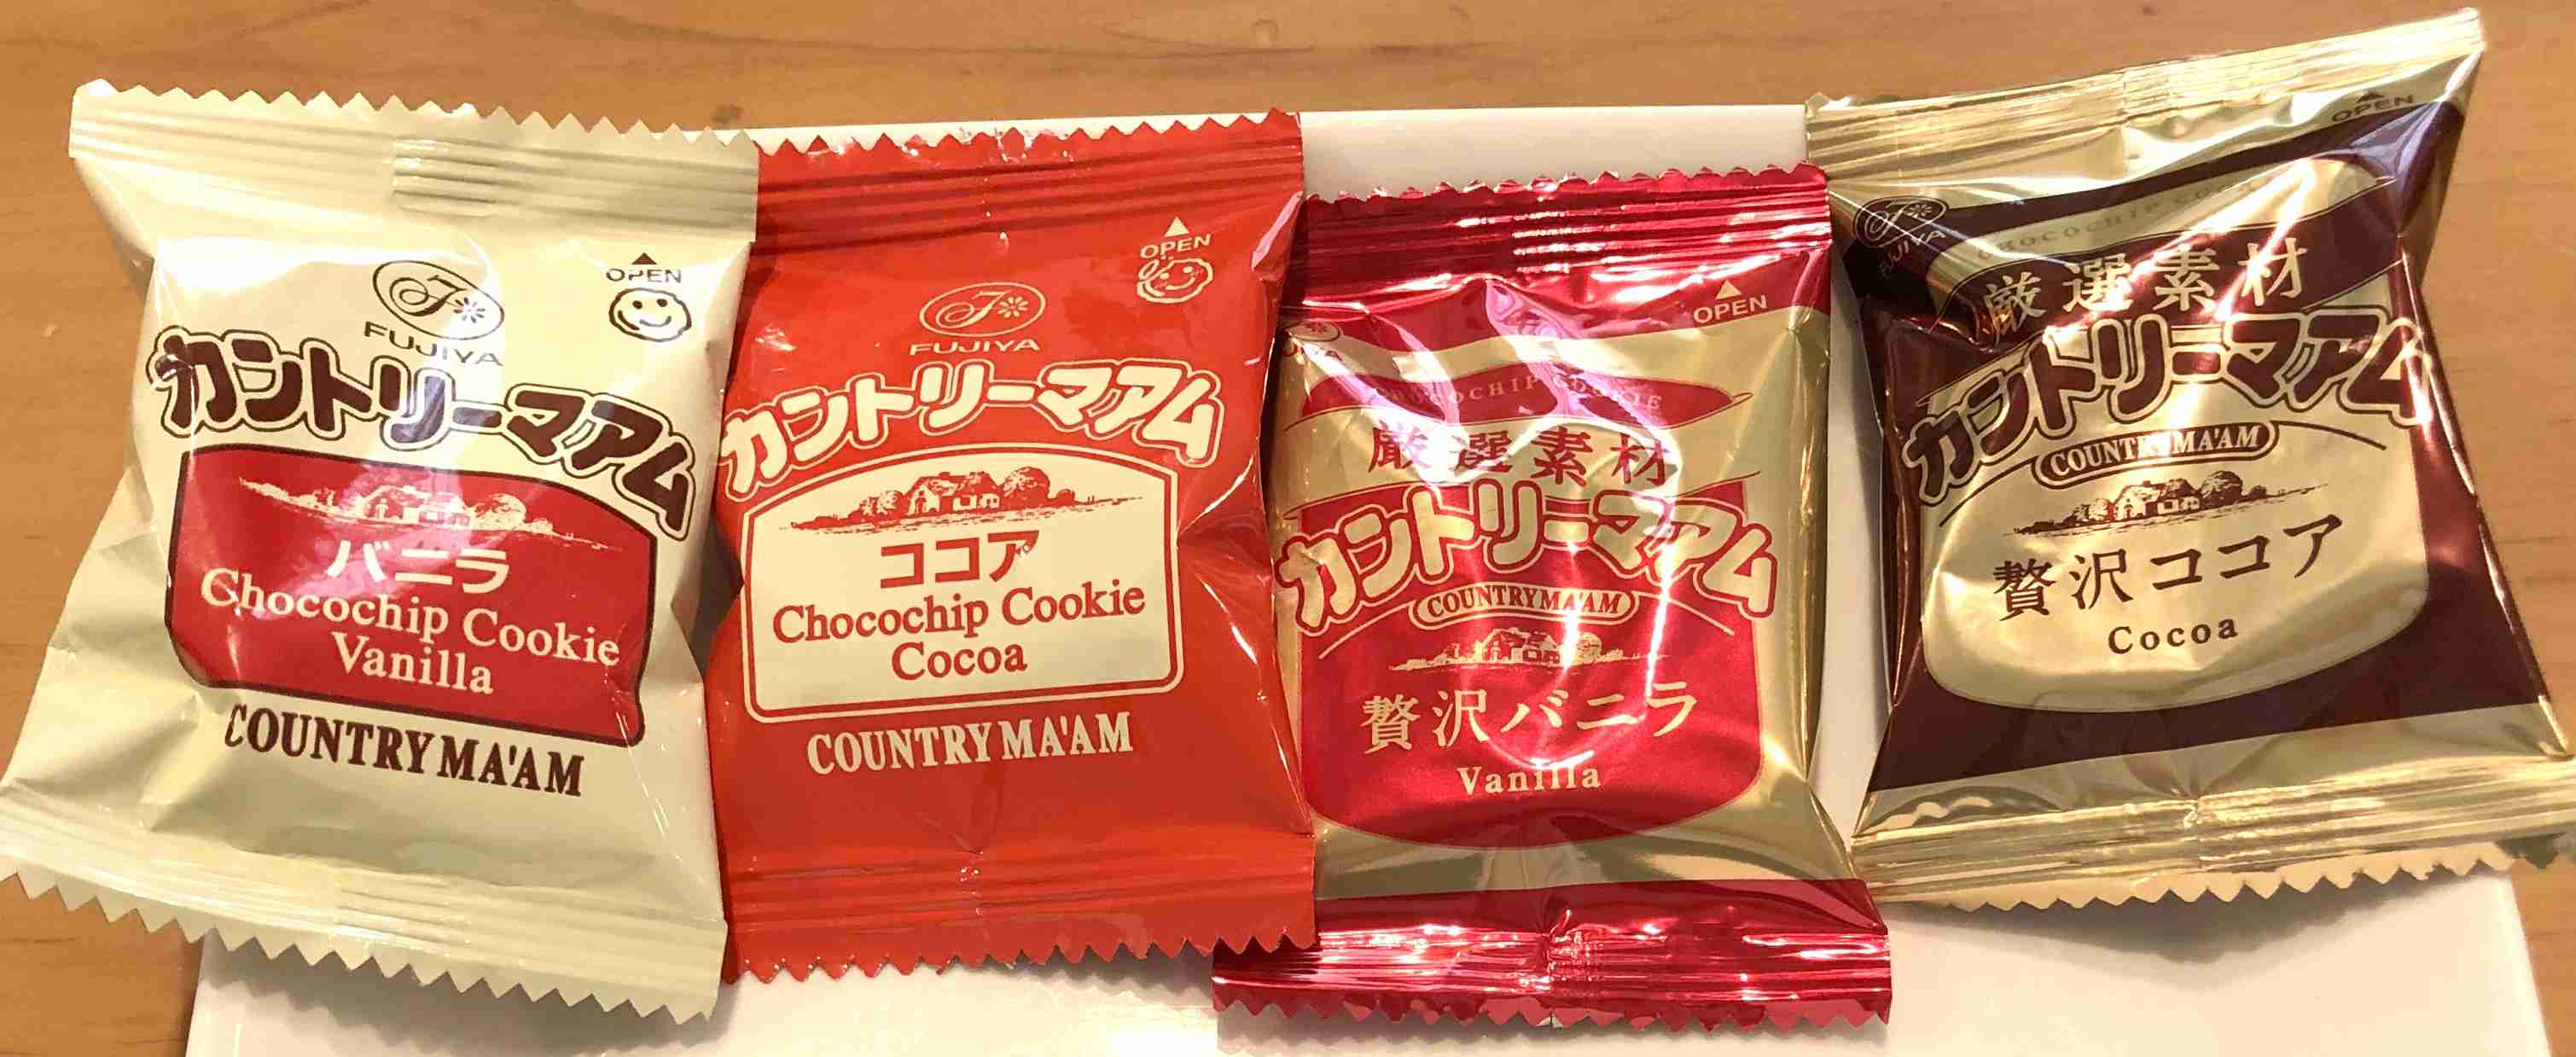 OPEN
FUJIYA
カントリーマアム
バニラ
Chocochip Cookie
Vanilla
COUNTRY MA'AM
OPEN
FUJIYA
カントリーマアム
ココア
Chocochip Cookie
Cocoa
COUNTRY MA'AM
OPEN
CHOCOCHIP COOKIE
厳選素材
カントリーマアム
COUNTRY MA'AM
贅沢バニラ
Vanilla
OPEN
FUJIYA
CHOCOCHIP COOKIE
厳選素材
カントリーマアム
COUNTRY MA'AM
贅沢ココア
Cocoa